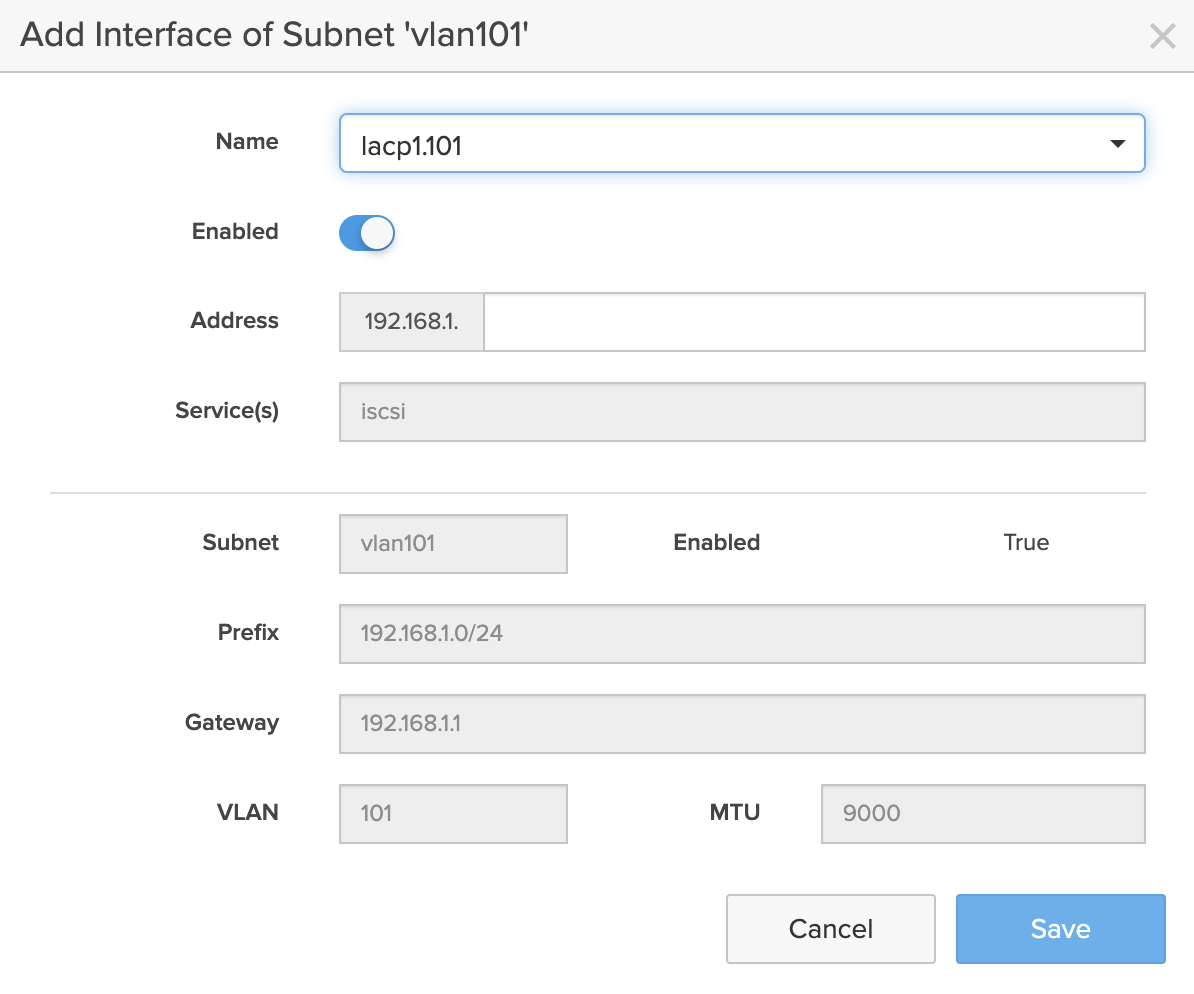 Add Interface of Subnet 'vlan101'
Name
lacp1.101
Enabled
Address
192.168.1.
Service(s)
iscsi
Subnet
vlan101
Enabled
True
Prefix
192.168.1.0/24
Gateway
192.168.1.1
VLAN
101
MTU
9000
Cancel
Save